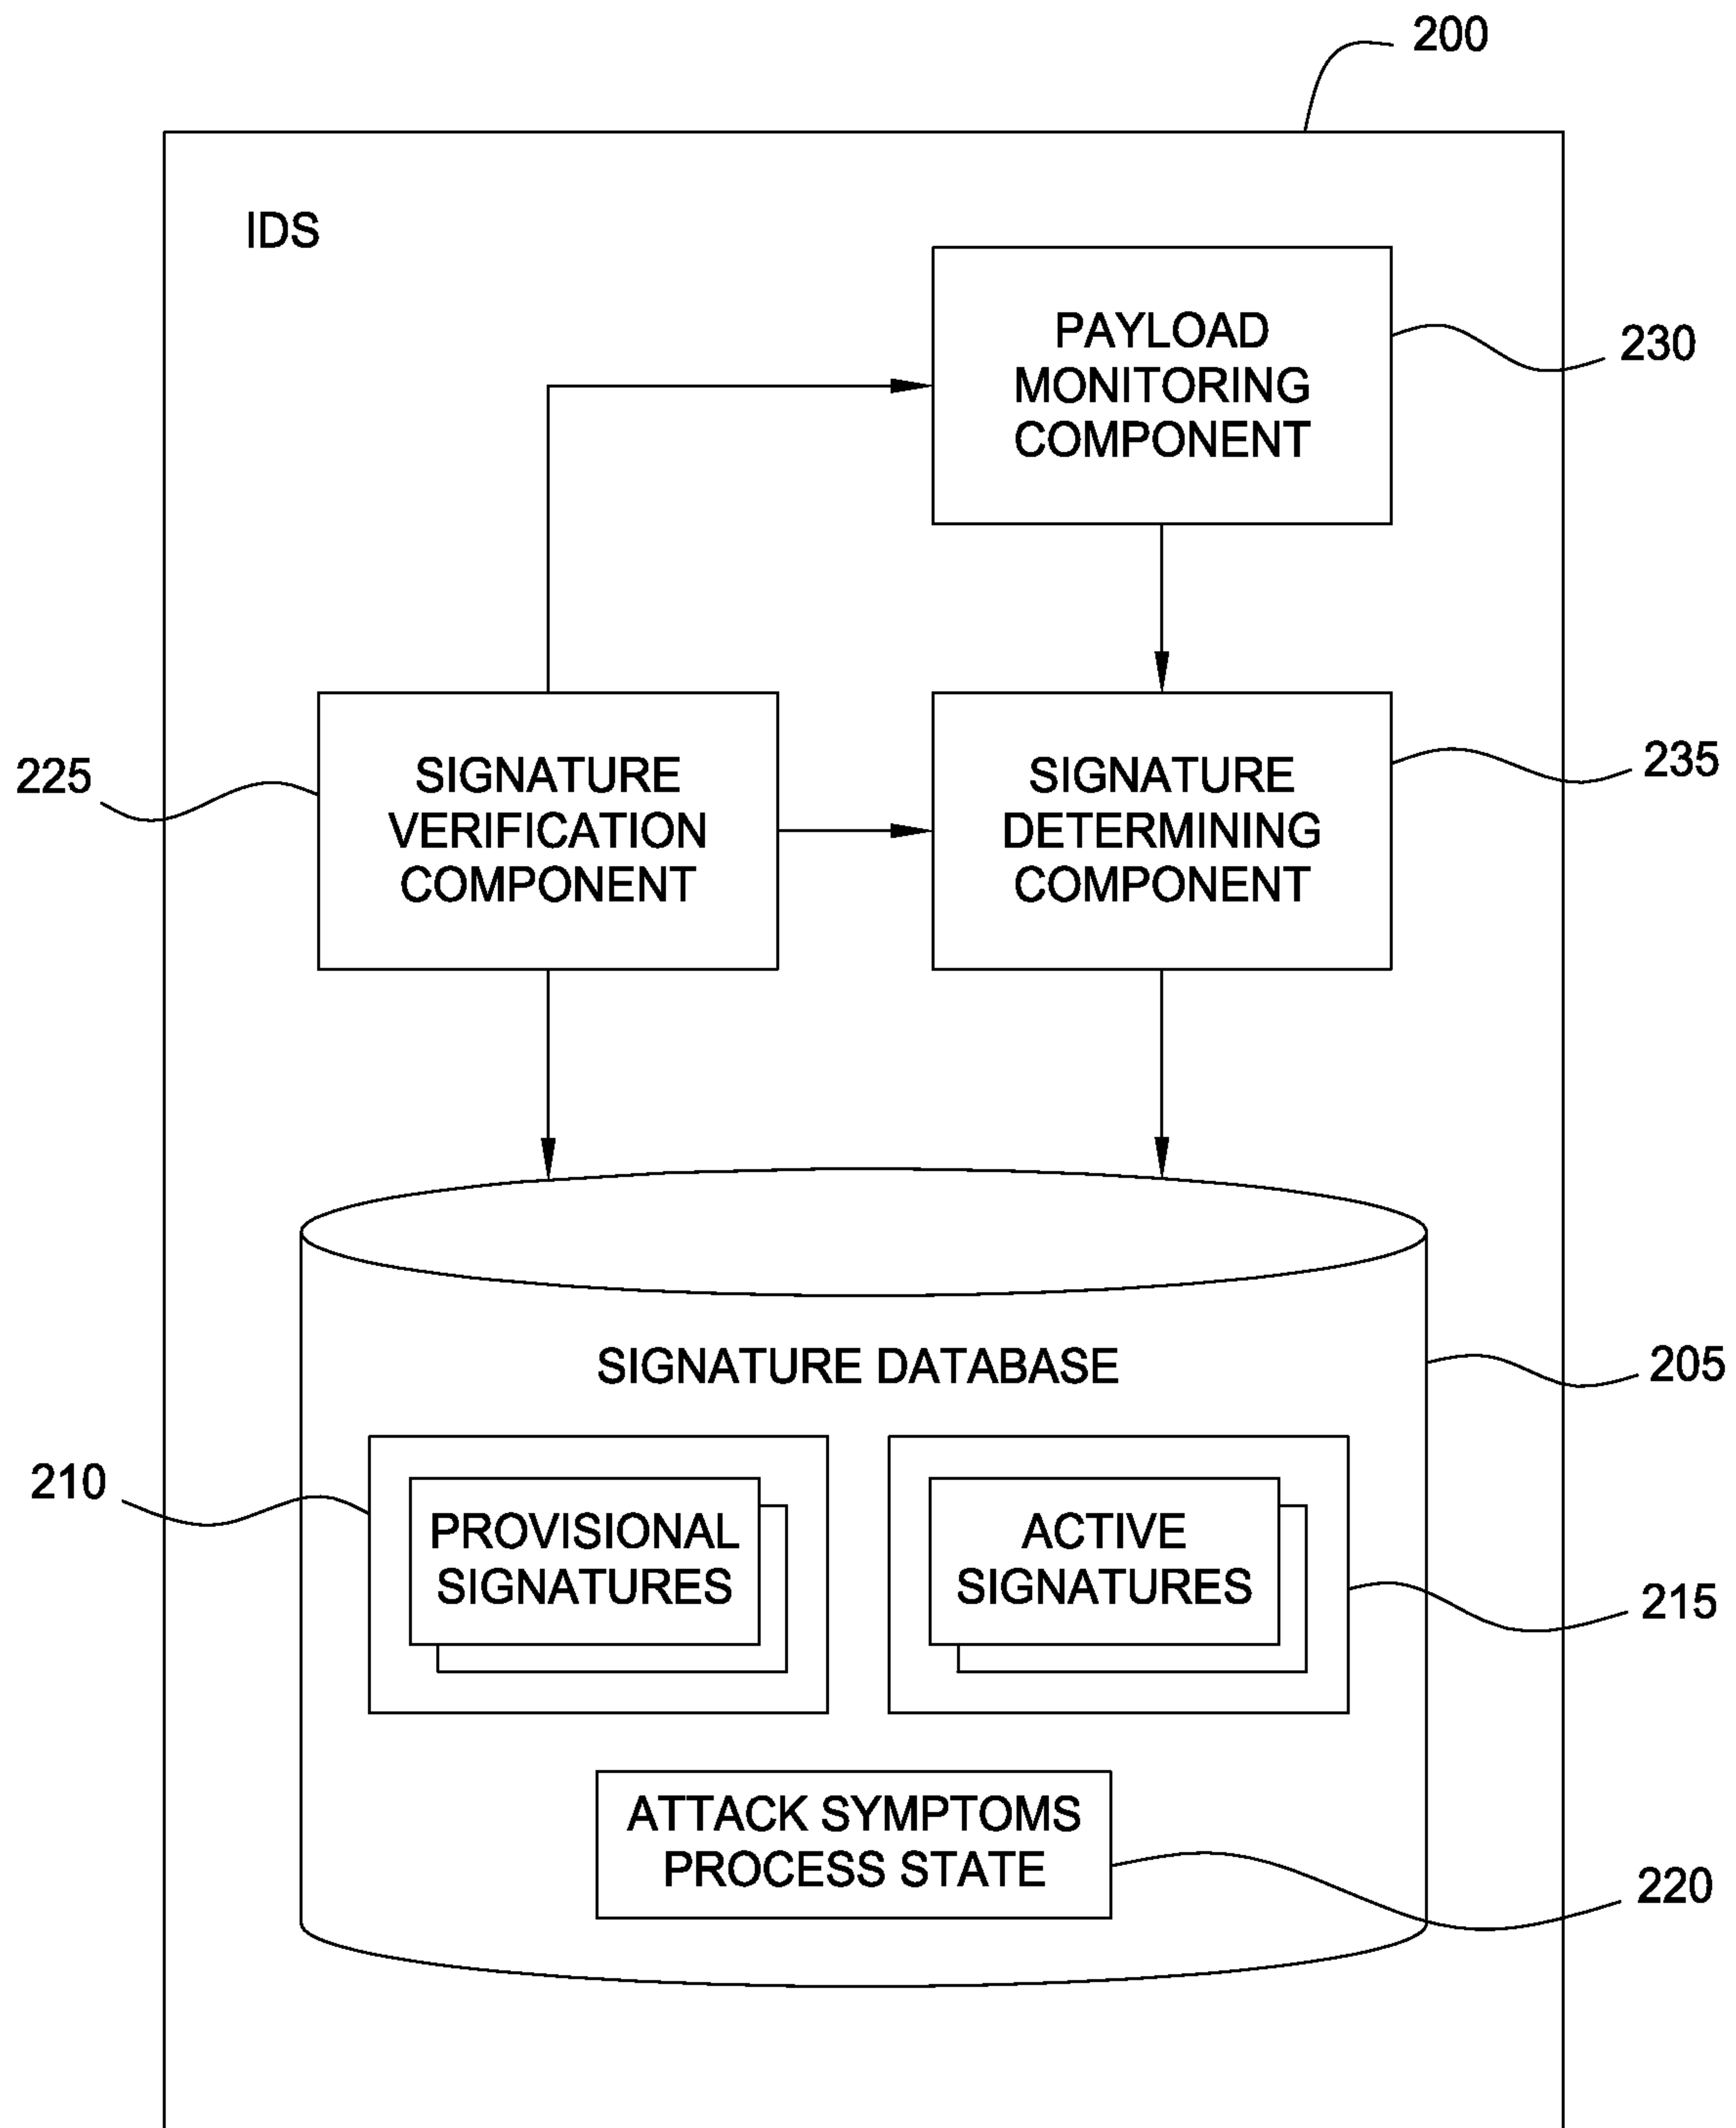 200
IDS
PAYLOAD
MONITORING
COMPONENT
230
225
SIGNATURE
VERIFICATION
COMPONENT
SIGNATURE
DETERMINING
COMPONENT
235
SIGNATURE DATABASE
205
210
PROVISIONAL
SIGNATURES
ACTIVE
SIGNATURES
215
ATTACK SYMPTOMS
PROCESS STATE
220